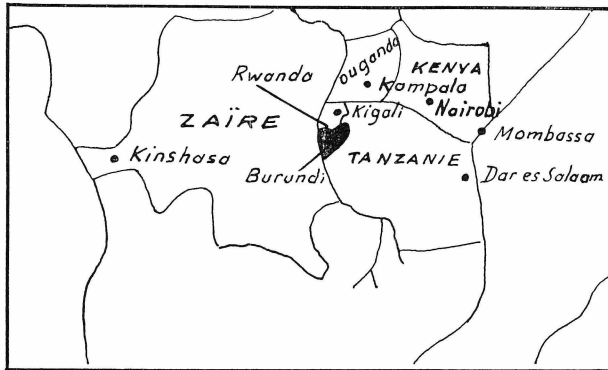 ouganda
KENYA
Rwanda
Kampala
Kigali
Nairobi
ZAÏRE
Mombassa
Kinshasa
TANZANIE
Burundi
Dar es Salaam